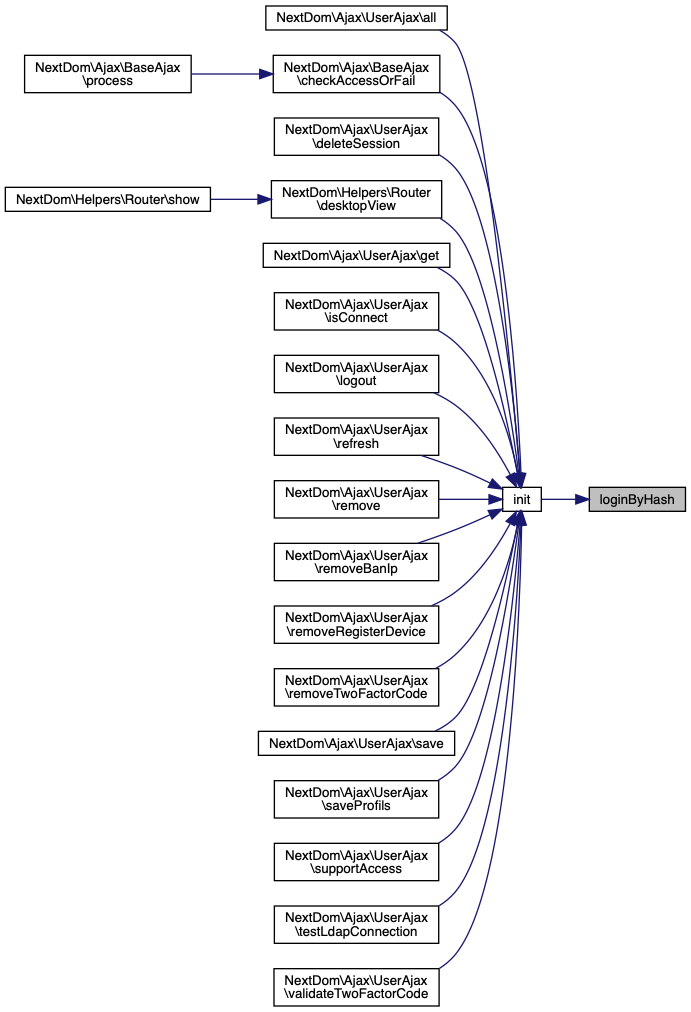 NextDom\Ajax\UserAjax\all
NextDom\Ajax\BaseAjax
\process
NextDom\Ajax\BaseAjax
\checkAccessOrFail
NextDom\Ajax\UserAjax
\deleteSession
NextDom\Helpers\Router\show
NextDom\Helpers\Router
\desktopView
NextDom\Ajax\UserAjax\get
NextDom\Ajax\UserAjax
\isConnect
NextDom\Ajax\UserAjax
\logout
NextDom\Ajax\UserAjax
\refresh
NextDom\Ajax\UserAjax
\remove
init
loginByHash
NextDom\Ajax\UserAjax
\removeBanIp
NextDom\Ajax\UserAjax
\removeRegisterDevice
NextDom\Ajax\UserAjax
\removeTwoFactorCode
NextDom\Ajax\UserAjax\save
NextDom\Ajax\UserAjax
\saveProfils
NextDom\Ajax\UserAjax
\supportAccess
NextDom\Ajax\UserAjax
\testLdapConnection
NextDom\Ajax\UserAjax
\validateTwoFactorCode